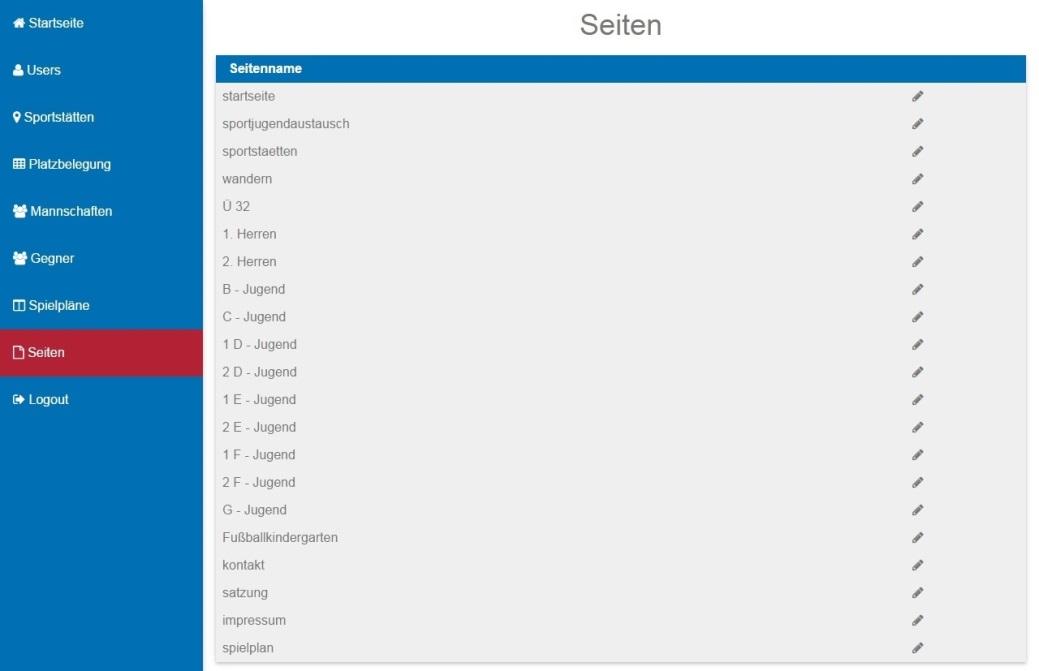 Startseite
Users
Sportstätten
Platzbelegung
Mannschaften
Gegner
Spielpläne
Seiten
Logout
Seiten
Seitenname
startseite
sportjugendaustausch
sportstaetten
wandern
Ü 32
1. Herren
2. Herren
B - Jugend
C - Jugend
1 D - Jugend
2 D - Jugend
1 E - Jugend
2 E - Jugend
1 F - Jugend
2 F - Jugend
G - Jugend
Fußballkindergarten
kontakt
satzung
impressum
spielplan